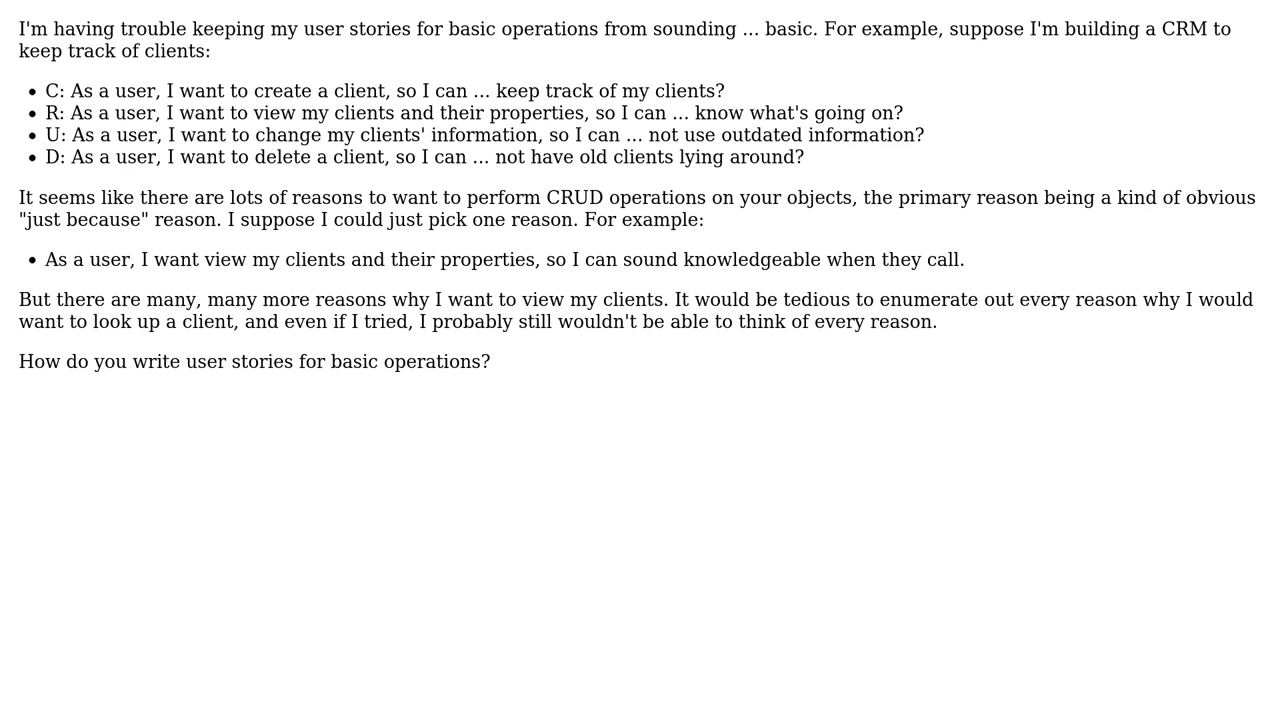 I'm having trouble keeping my user stories for basic operations from sounding ... basic. For example, suppose I'm building a CRM to
keep track of clients:
• C: As a user, I want to create a client, so I can ... keep track of my clients?
• R: As a user, I want to view my clients and their properties, so I can ... know what's going on?
• U: As a user, I want to change my clients' information, so I can ... not use outdated information?
• D: As a user, I want to delete a client, so I can ... not have old clients lying around?
It seems like there are lots of reasons to want to perform CRUD operations on your objects, the primary reason being a kind of obvious
"just because" reason. I suppose I could just pick one reason. For example:
• As a user, I want view my clients and their properties, so I can sound knowledgeable when they call.
But there are many, many more reasons why I want to view my clients. It would be tedious to enumerate out every reason why I would
want to look up a client, and even if I tried, I probably still wouldn't be able to think of every reason.
How do you write user stories for basic operations?